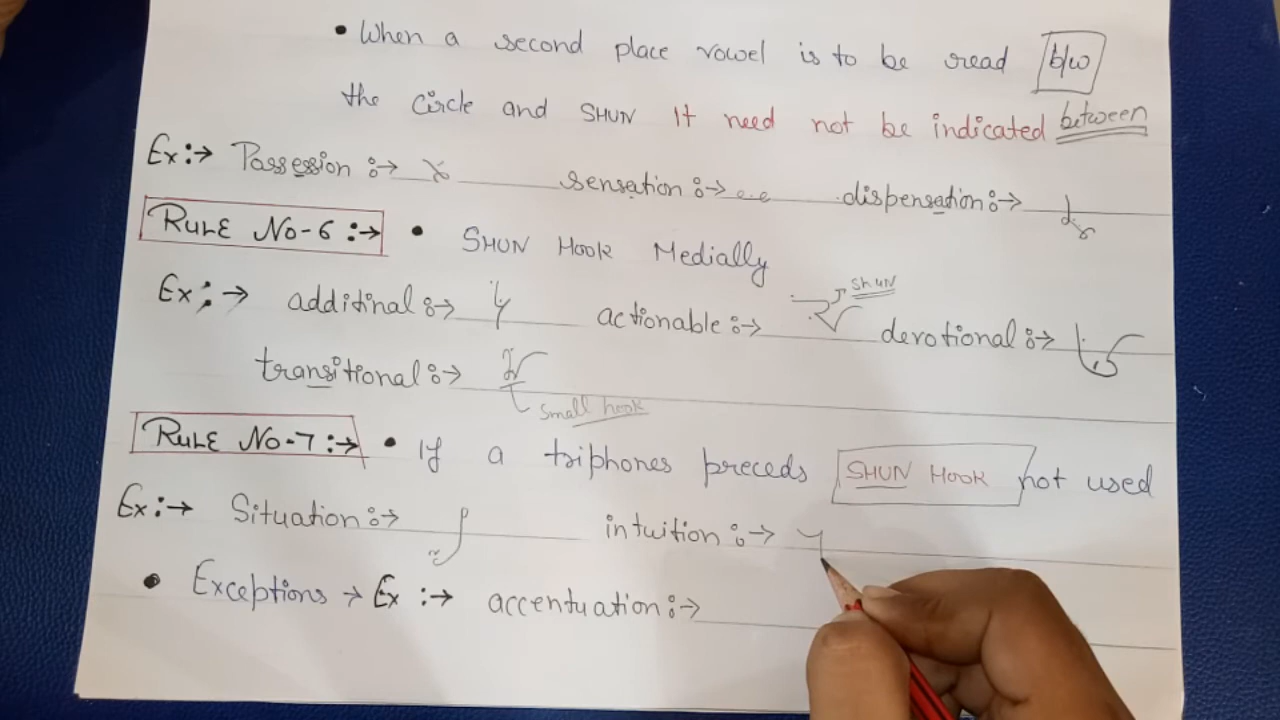 • When a second place vowel is to be read b/w
the circle and SHUN It need not be indicated between
Ex:→ Possession :→ sensation :→ dispensation :→
RULE NO-6 :→ • SHUN HOOK Medially
Ex:→ additinal :→ actionable :→ SHUN devotional :→
transitional :→
small hook
RULE NO-7 :→ • If a triphones preceds SHUN HOOK not used
Ex:→ Situation :→ intuition :→
• Exceptions → Ex :→ accentuation :→